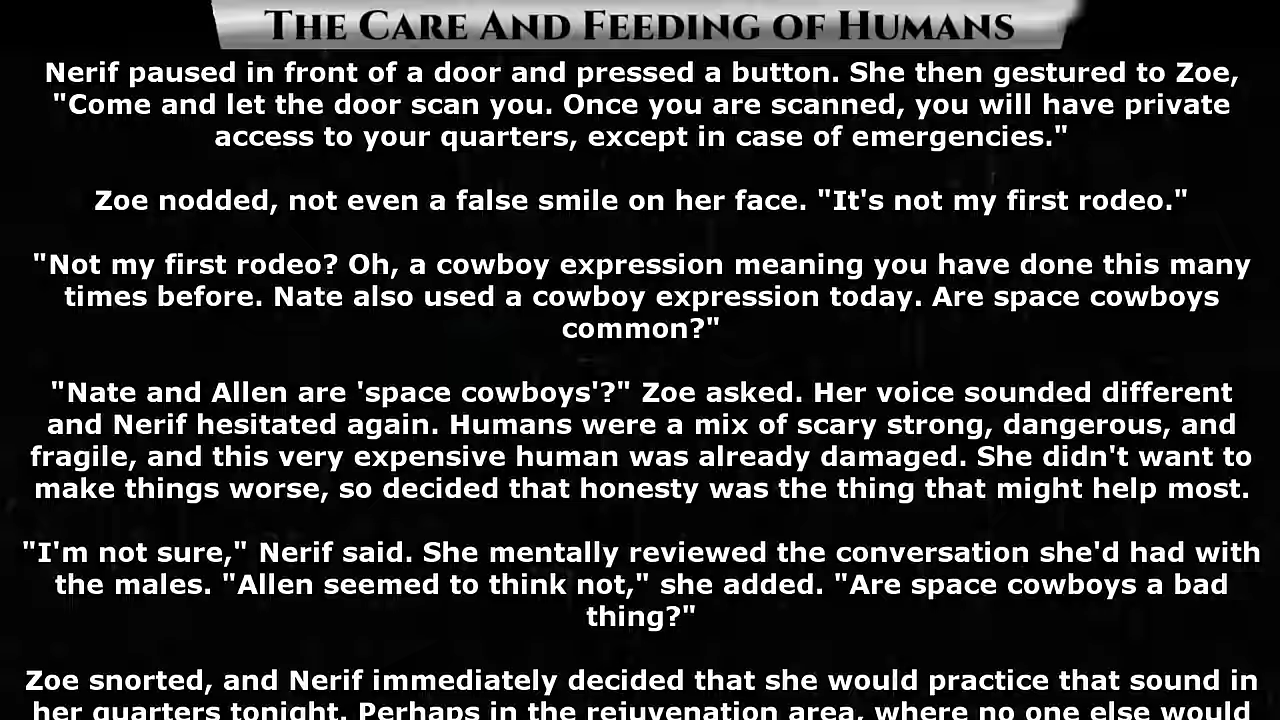 The Care And Feeding of Humans
Nerif paused in front of a door and pressed a button. She then gestured to Zoe,
"Come and let the door scan you. Once you are scanned, you will have private
access to your quarters, except in case of emergencies."
Zoe nodded, not even a false smile on her face. "It's not my first rodeo."
"Not my first rodeo? Oh, a cowboy expression meaning you have done this many
times before. Nate also used a cowboy expression today. Are space cowboys
common?"
"Nate and Allen are 'space cowboys'?" Zoe asked. Her voice sounded different
and Nerif hesitated again. Humans were a mix of scary strong, dangerous, and
fragile, and this very expensive human was already damaged. She didn't want to
make things worse, so decided that honesty was the thing that might help most.
"I'm not sure," Nerif said. She mentally reviewed the conversation she'd had with
the males. "Allen seemed to think not," she added. "Are space cowboys a bad
thing?"
Zoe snorted, and Nerif immediately decided that she would practice that sound in
her quarters tonight. Perhaps in the rejuvenation area, where no one else would